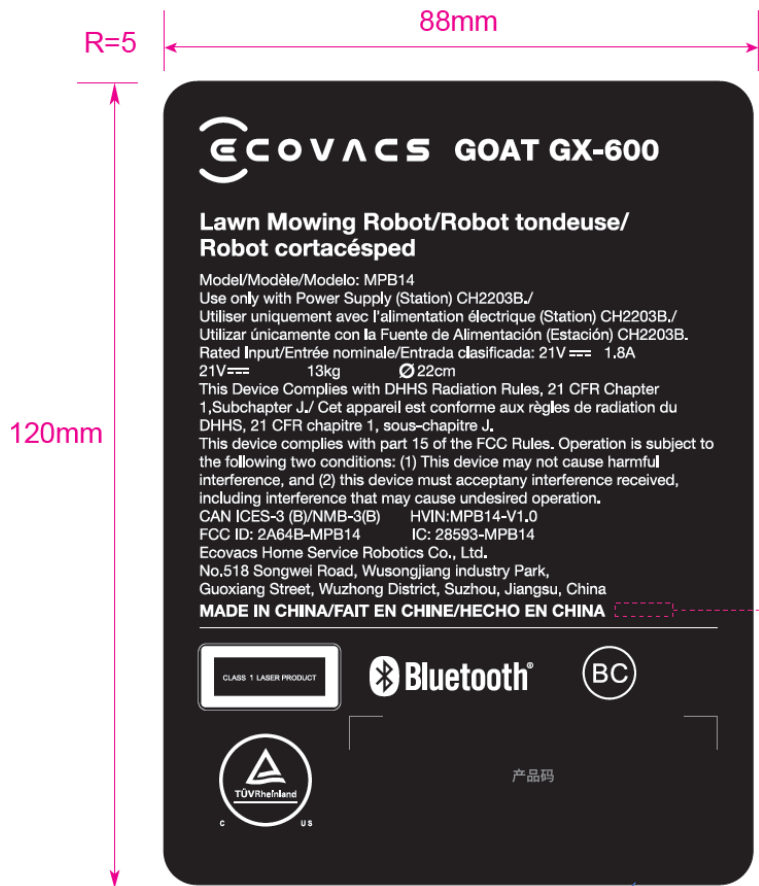 88mm
R=5
120mm
ECOVACS GOAT GX-600
Lawn Mowing Robot/Robot tondeuse/
Robot cortacésped
Model/Modèle/Modelo: MPB14
Use only with Power Supply (Station) CH2203B./
Utiliser uniquement avec l'alimentation électrique (Station) CH2203B./
Utilizar únicamente con la Fuente de Alimentación (Estación) CH2203B.
Rated Input/Entrée nominale/Entrada clasificada: 21V ⎓ 1.8A
21V⎓ 13kg Ø22cm
This Device Complies with DHHS Radiation Rules, 21 CFR Chapter
1,Subchapter J./ Cet appareil est conforme aux règles de radiation du
DHHS, 21 CFR chapitre 1, sous-chapitre J.
This device complies with part 15 of the FCC Rules. Operation is subject to
the following two conditions: (1) This device may not cause harmful
interference, and (2) this device must acceptany interference received,
including interference that may cause undesired operation.
CAN ICES-3 (B)/NMB-3(B) HVIN:MPB14-V1.0
FCC ID: 2A64B-MPB14 IC: 28593-MPB14
Ecovacs Home Service Robotics Co., Ltd.
No.518 Songwei Road, Wusongjiang industry Park,
Guoxiang Street, Wuzhong District, Suzhou, Jiangsu, China
MADE IN CHINA/FAIT EN CHINE/HECHO EN CHINA
CLASS 1 LASER PRODUCT
Bluetooth®
BC
TÜVRheinland
C US
产品码